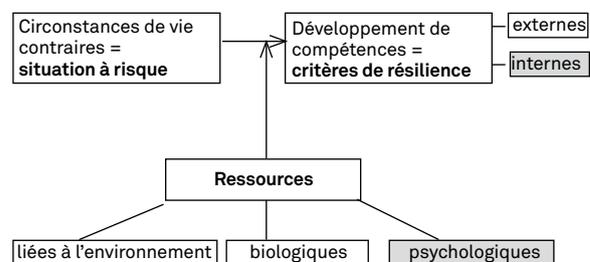 Circonstances de vie
contraires =
situation à risque
Développement de
compétences =
critères de résilience
externes
internes
Ressources
liées à l'environnement
biologiques
psychologiques